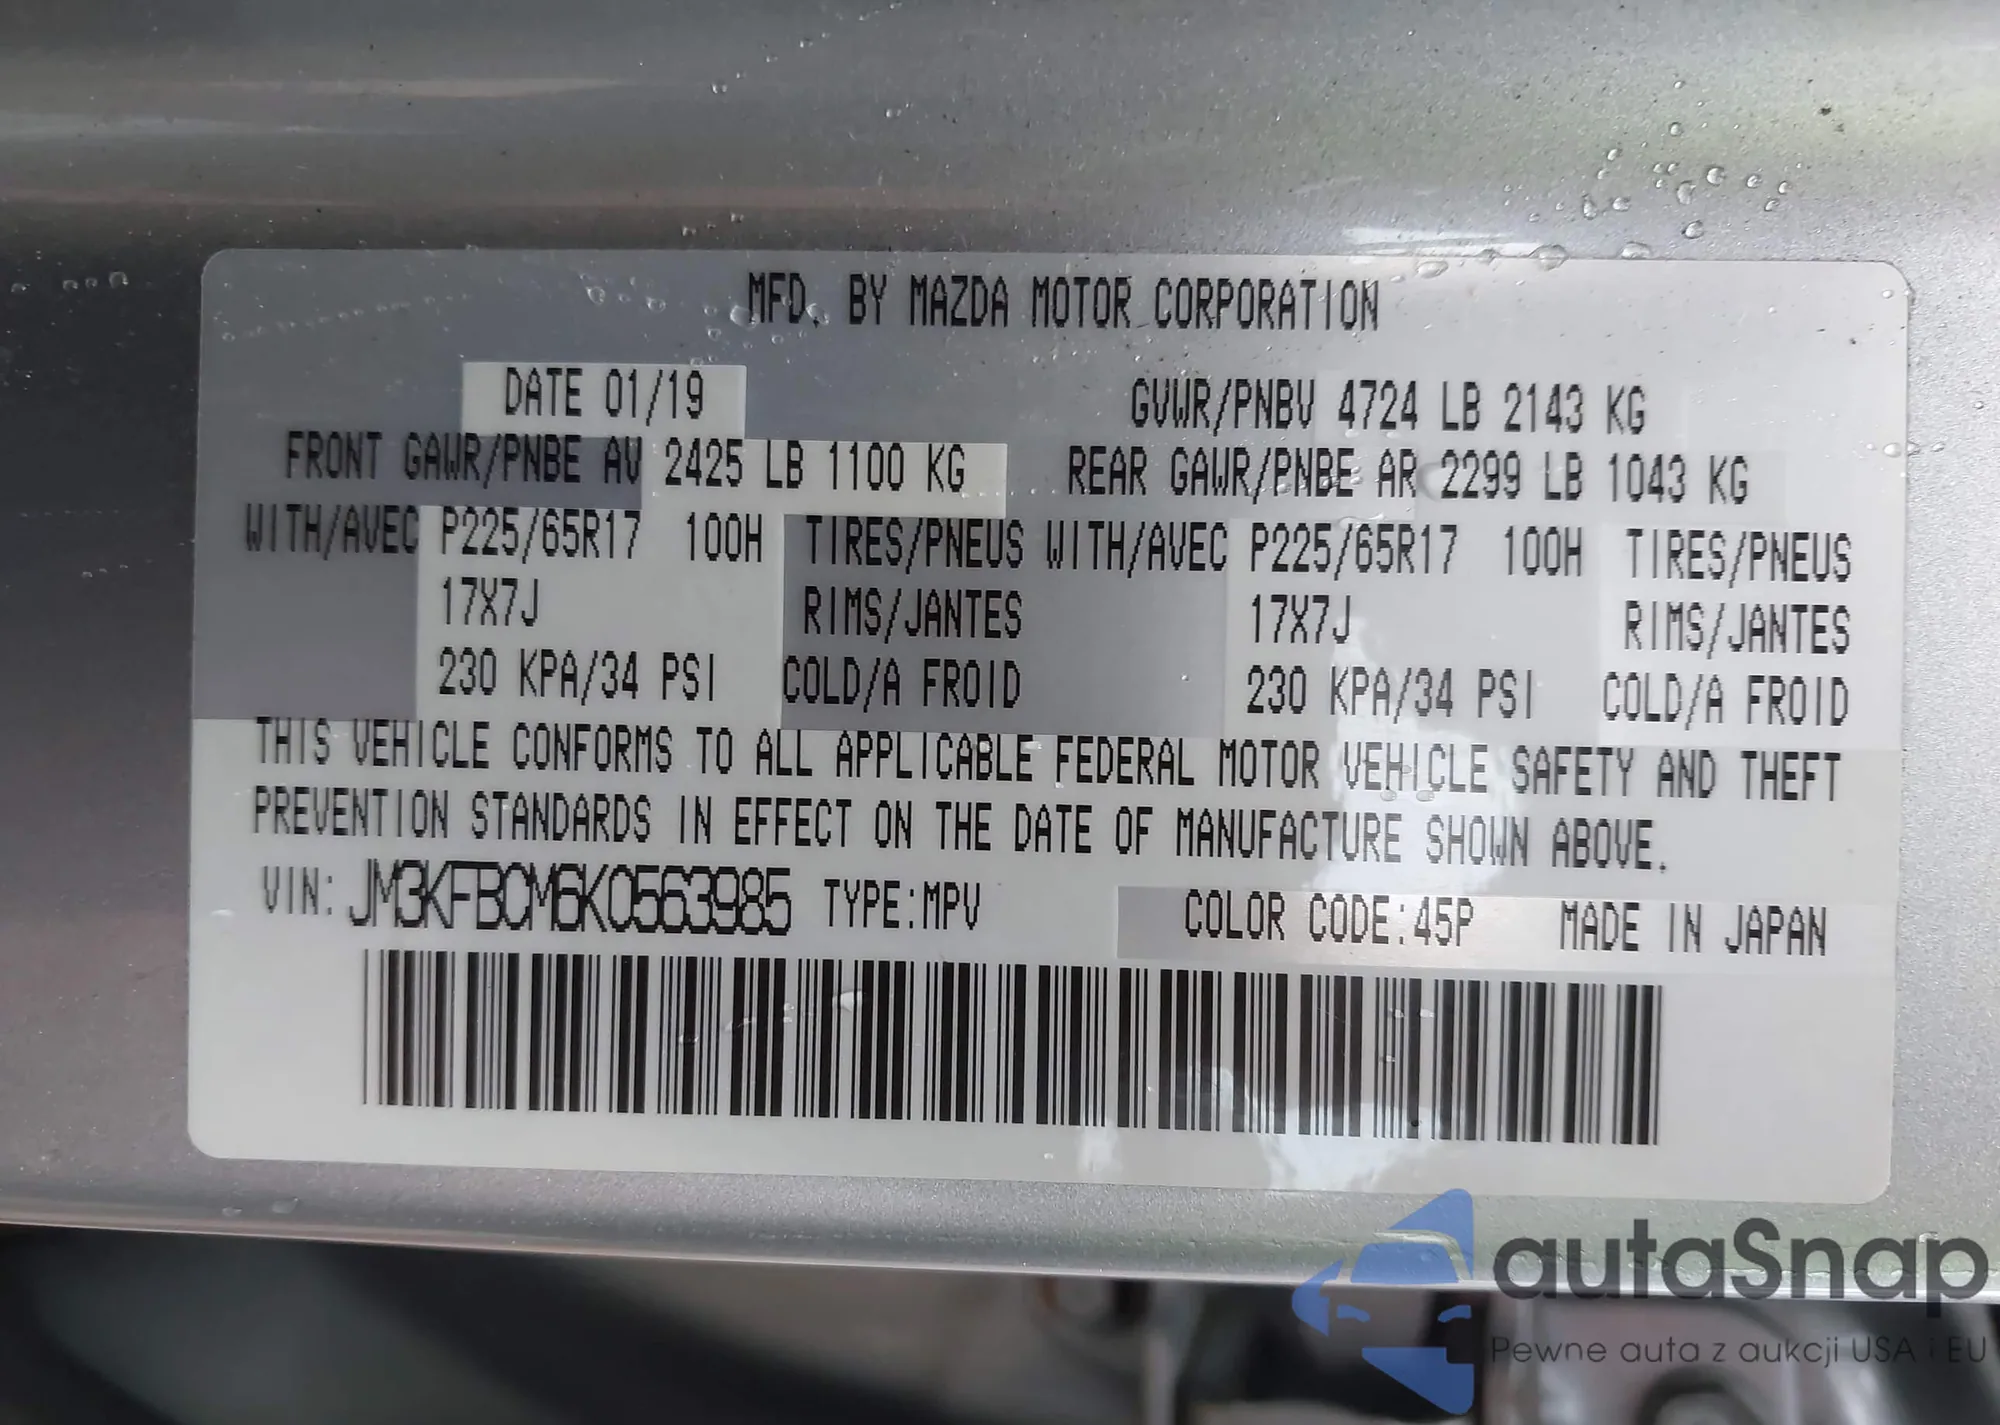 MFD. BY MAZDA MOTOR CORPORATION
DATE 01/19 GVWR/PNBV 4724 LB 2143 KG
FRONT GAWR/PNBE AV 2425 LB 1100 KG REAR GAWR/PNBE AR 2299 LB 1043 KG
WITH/AVEC P225/65R17 100H TIRES/PNEUS WITH/AVEC P225/65R17 100H TIRES/PNEUS
17X7J RIMS/JANTES 17X7J RIMS/JANTES
230 KPA/34 PSI COLD/A FROID 230 KPA/34 PSI COLD/A FROID
THIS VEHICLE CONFORMS TO ALL APPLICABLE FEDERAL MOTOR VEHICLE SAFETY AND THEFT
PREVENTION STANDARDS IN EFFECT ON THE DATE OF MANUFACTURE SHOWN ABOVE.
VIN: JM3KFBCM6K0563985 TYPE:MPV COLOR CODE:45P MADE IN JAPAN
autaSnap
Pewne auta z aukcji USA i EU